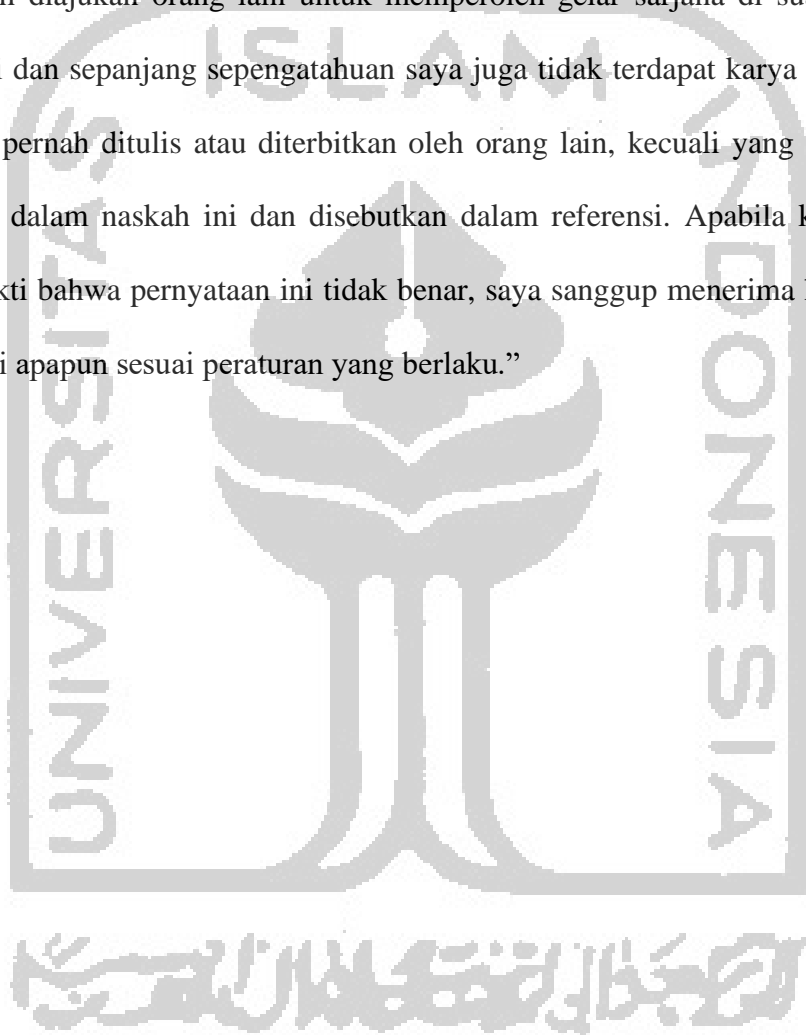 diajukan orang lain untuk memperoleh gelar sarjana di
i dan sepanjang sepengatahuan saya juga tidak terdapat karya
pernah ditulis atau diterbitkan oleh orang lain, kecuali yang
dalam naskah ini dan disebutkan dalam referensi. Apabila k
kti bahwa pernyataan ini tidak benar, saya sanggup menerima
i apapun sesuai peraturan yang berlaku.”
UNIVERSITAS
ISLAM
INDONESIA